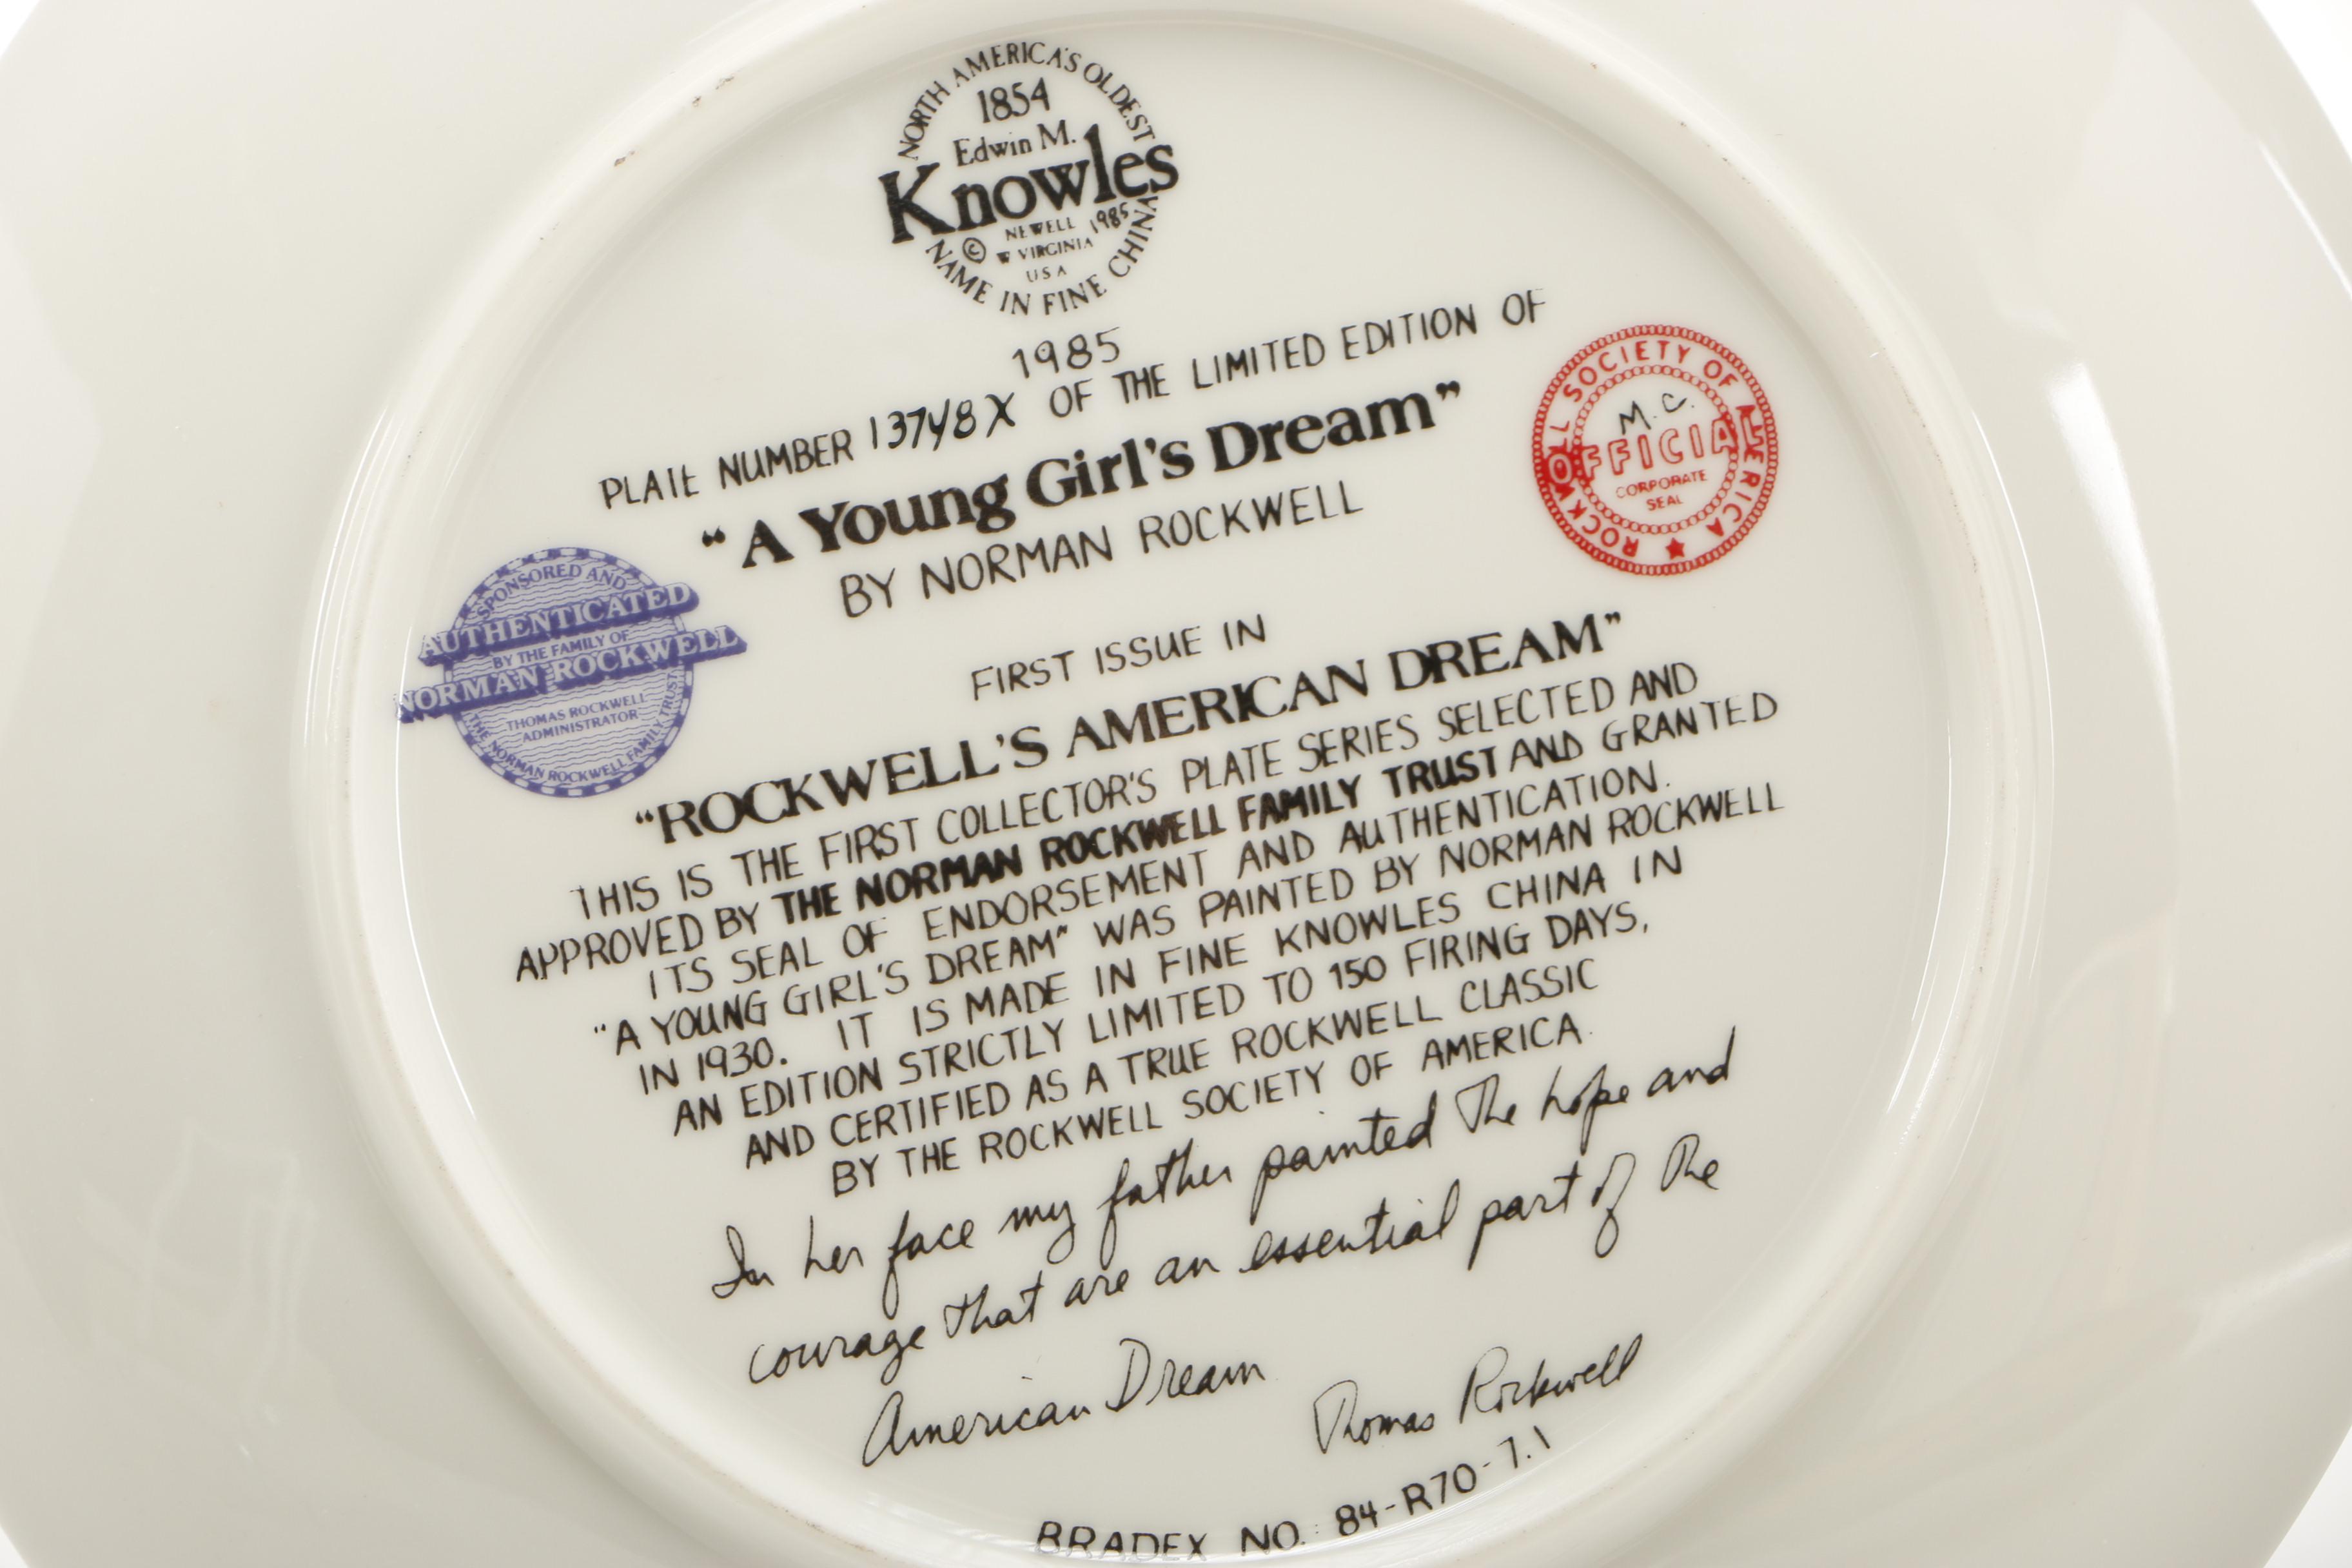 NORTH AMERICA'S OLDEST
1854
Edwin M.
Knowles
© NEWELL 1985
W VIRGINIA
USA
NAME IN FINE CHINA
1985
PLATE NUMBER 13748X OF THE LIMITED EDITION OF
"A Young Girl's Dream"
BY NORMAN ROCKWELL
ROCKWELL SOCIETY OF AMERICA
M.C.
OFFICIAL
CORPORATE
SEAL
SPONSORED AND
AUTHENTICATED
BY THE FAMILY OF
NORMAN ROCKWELL
THOMAS ROCKWELL
ADMINISTRATOR
THE NORMAN ROCKWELL FAMILY TRUST
FIRST ISSUE IN
"ROCKWELL'S AMERICAN DREAM"
THIS IS THE FIRST COLLECTOR'S PLATE SERIES SELECTED AND
APPROVED BY THE NORMAN ROCKWELL FAMILY TRUST AND GRANTED
ITS SEAL OF ENDORSEMENT AND AUTHENTICATION.
"A YOUNG GIRL'S DREAM" WAS PAINTED BY NORMAN ROCKWELL
IN 1930. IT IS MADE IN FINE KNOWLES CHINA IN
AN EDITION STRICTLY LIMITED TO 150 FIRING DAYS,
AND CERTIFIED AS A TRUE ROCKWELL CLASSIC
BY THE ROCKWELL SOCIETY OF AMERICA.
In her face my father painted the hope and
courage that are an essential part of the
American Dream
Thomas Rockwell
BRADEX NO. 84-R70-7.1